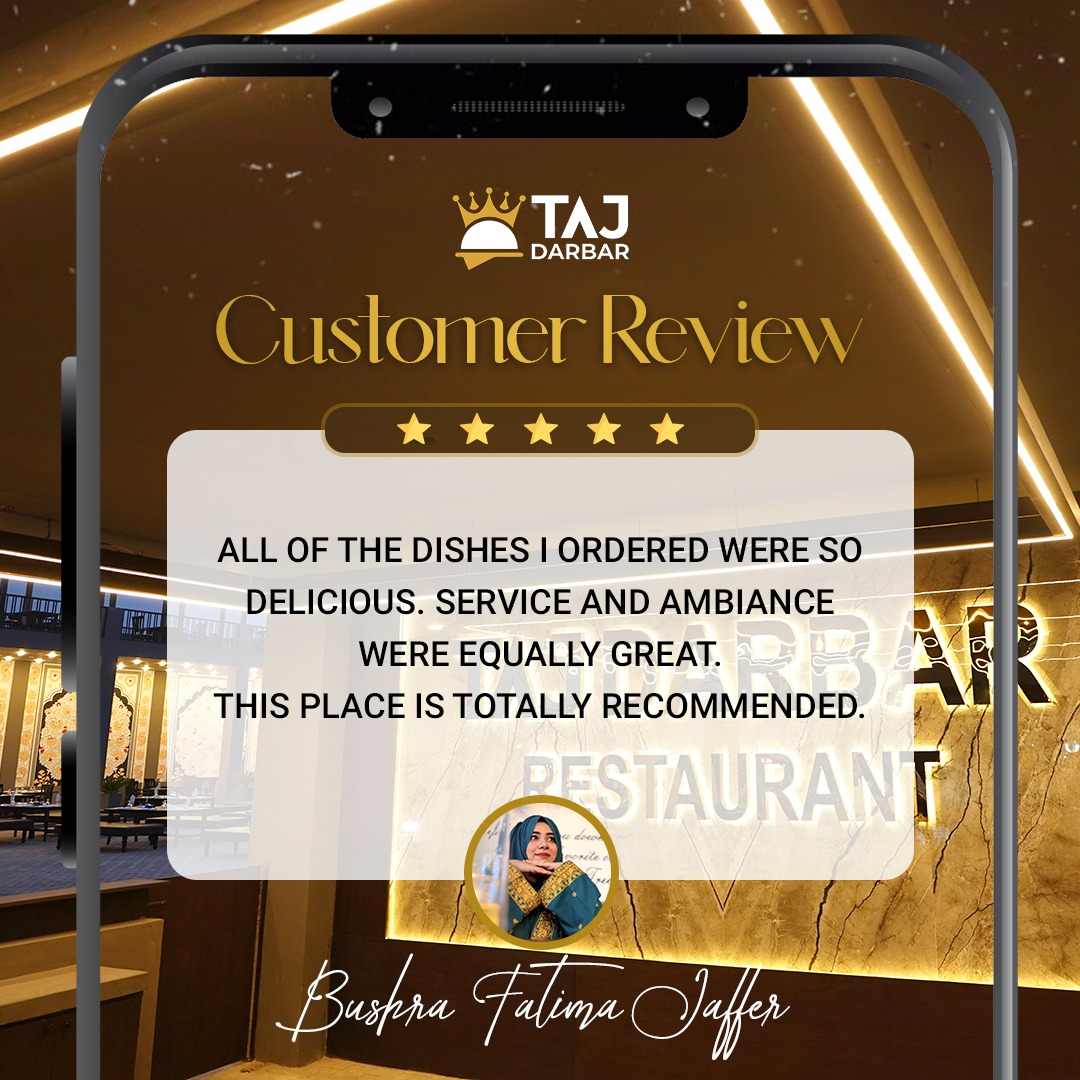 TAJ
DARBAR
Customer Review
ALL OF THE DISHES I ORDERED WERE SO
DELICIOUS. SERVICE AND AMBIANCE
WERE EQUALLY GREAT.
THIS PLACE IS TOTALLY RECOMMENDED.
DARBAR
RESTAURANT
Bushra Fatima Jaffer